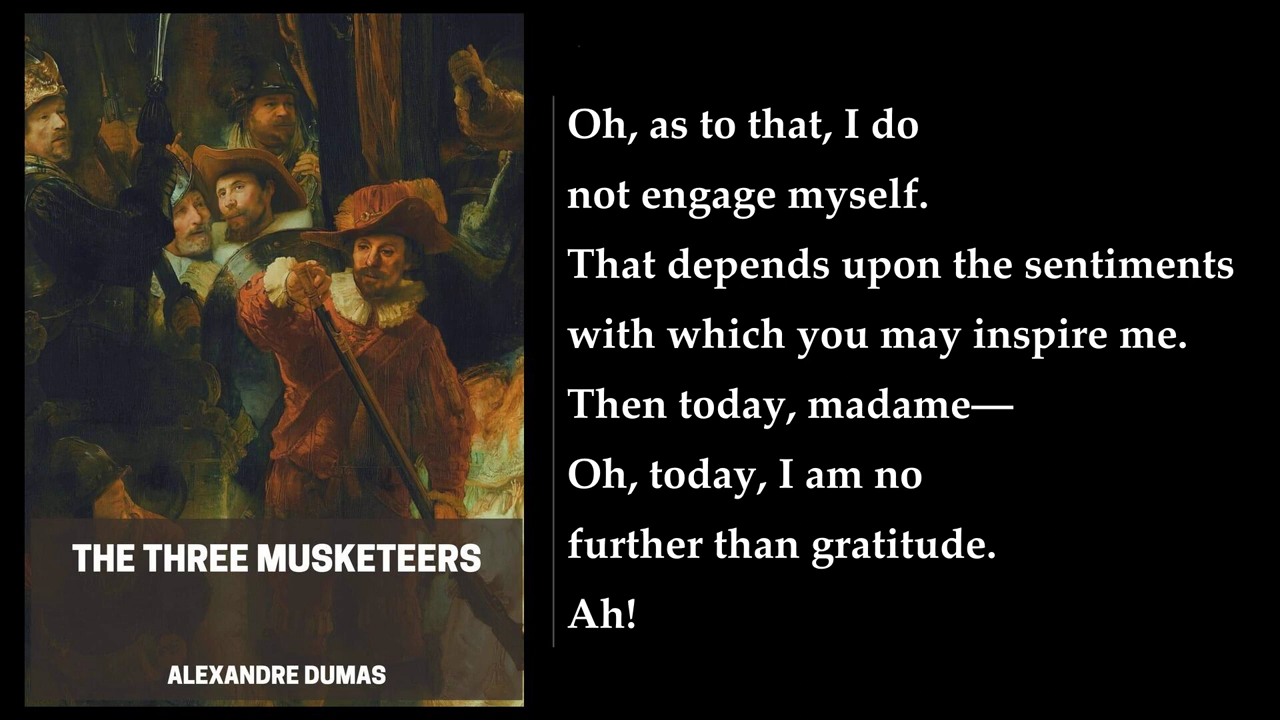 THE THREE MUSKETEERS
ALEXANDRE DUMAS
Oh, as to that, I do
not engage myself.
That depends upon the sentiments
with which you may inspire me.
Then today, madame—
Oh, today, I am no
further than gratitude.
Ah!